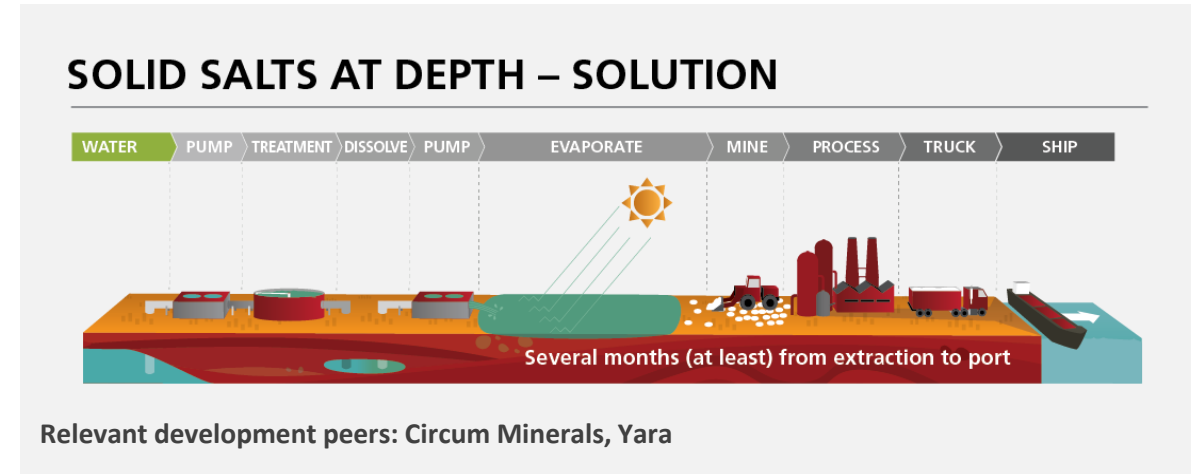 SOLID SALTS AT DEPTH – SOLUTION
WATER PUMP TREATMENT DISSOLVE PUMP EVAPORATE MINE PROCESS TRUCK SHIP
Several months (at least) from extraction to port
Relevant development peers: Circum Minerals, Yara